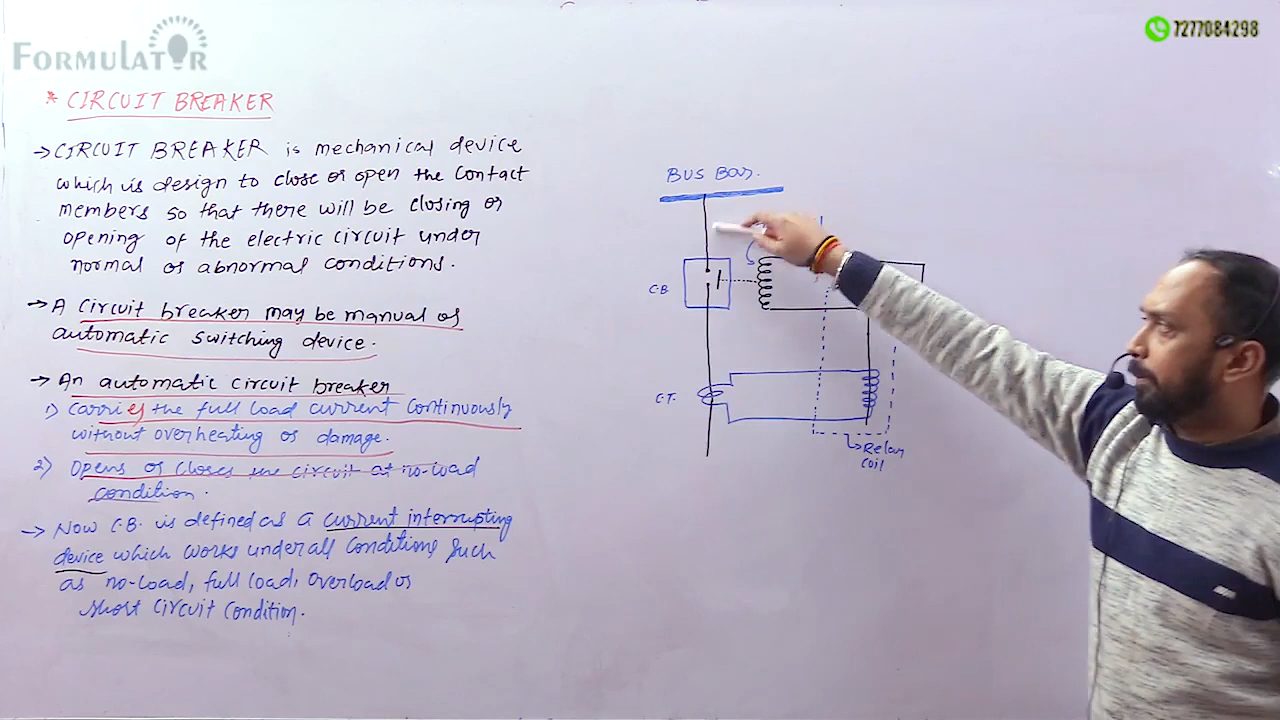 FORMULATOR
7277084298
* CIRCUIT BREAKER
→ CIRCUIT BREAKER is mechanical device
which is design to close or open the contact
members so that there will be closing or
opening of the electric circuit under
normal or abnormal conditions.
→ A circuit breaker may be manual or
automatic switching device.
→ An automatic circuit breaker
1) carries the full load current continuously
without overheating or damage.
2) Opens or closes the circuit at no-load
condition.
→ Now C.B. is defined as a current interrupting
device which works under all conditions such
as no-load, full load, overload or
short circuit condition.
BUS Bar.
C.B.
C.T.
Relay
coil